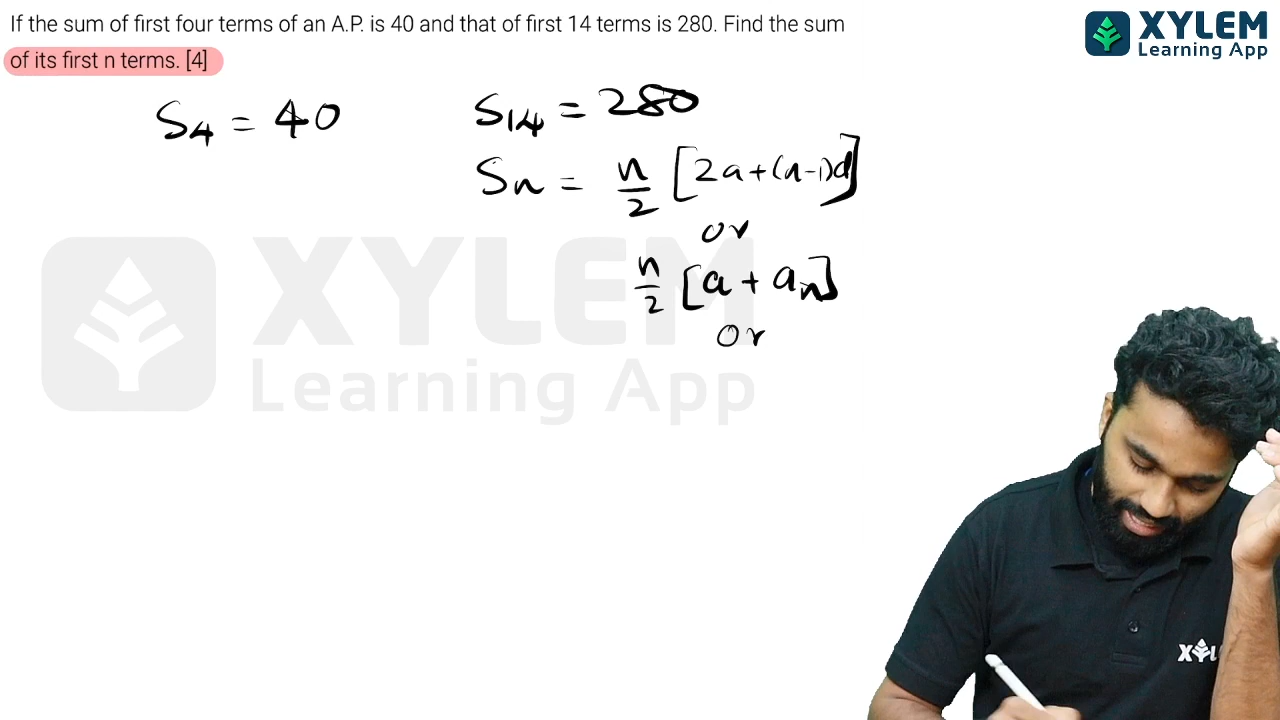 If the sum of first four terms of an A.P. is 40 and that of first 14 terms is 280. Find the sum
of its first n terms. [4]
XYLEM
Learning App
S₄ = 40
S₁₄ = 280
Sn = n/2 [2a+(n-1)d]
or
n/2 [a + aₙ]
or
XYLEM
Learning App